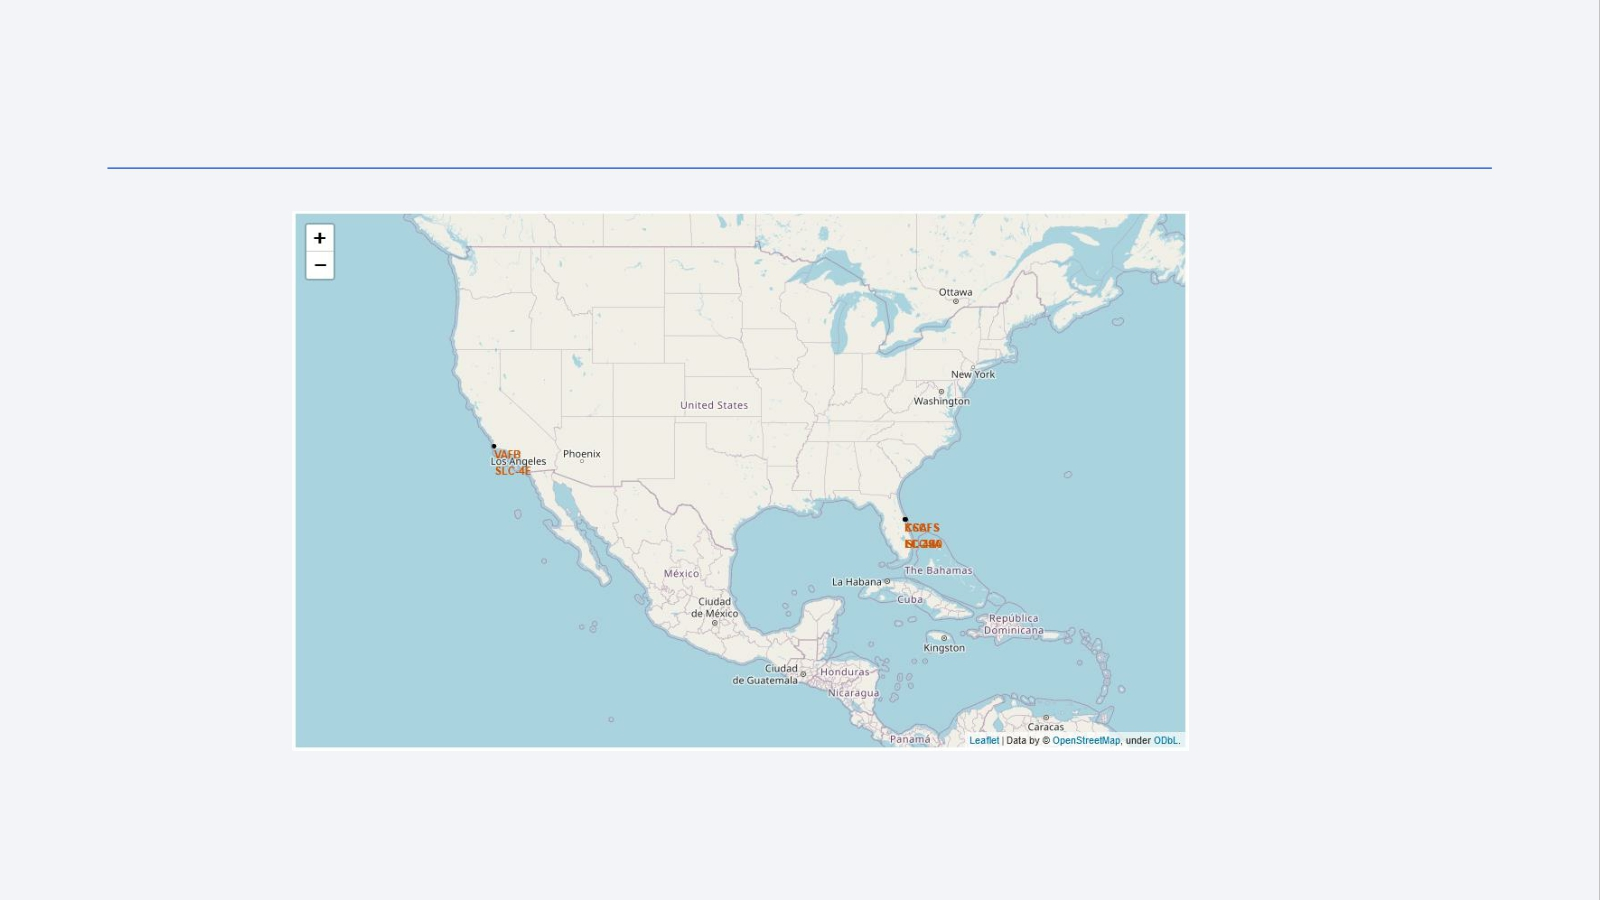 +
−
Ottawa
New York
Washington
United States
VAFB
Los Angeles
SLC-4E
Phoenix
The Bahamas
México
La Habana
Cuba
Ciudad
de México
República
Dominicana
Kingston
Ciudad
de Guatemala
Honduras
Nicaragua
Caracas
Panamá
Leaflet | Data by © OpenStreetMap, under ODbL.